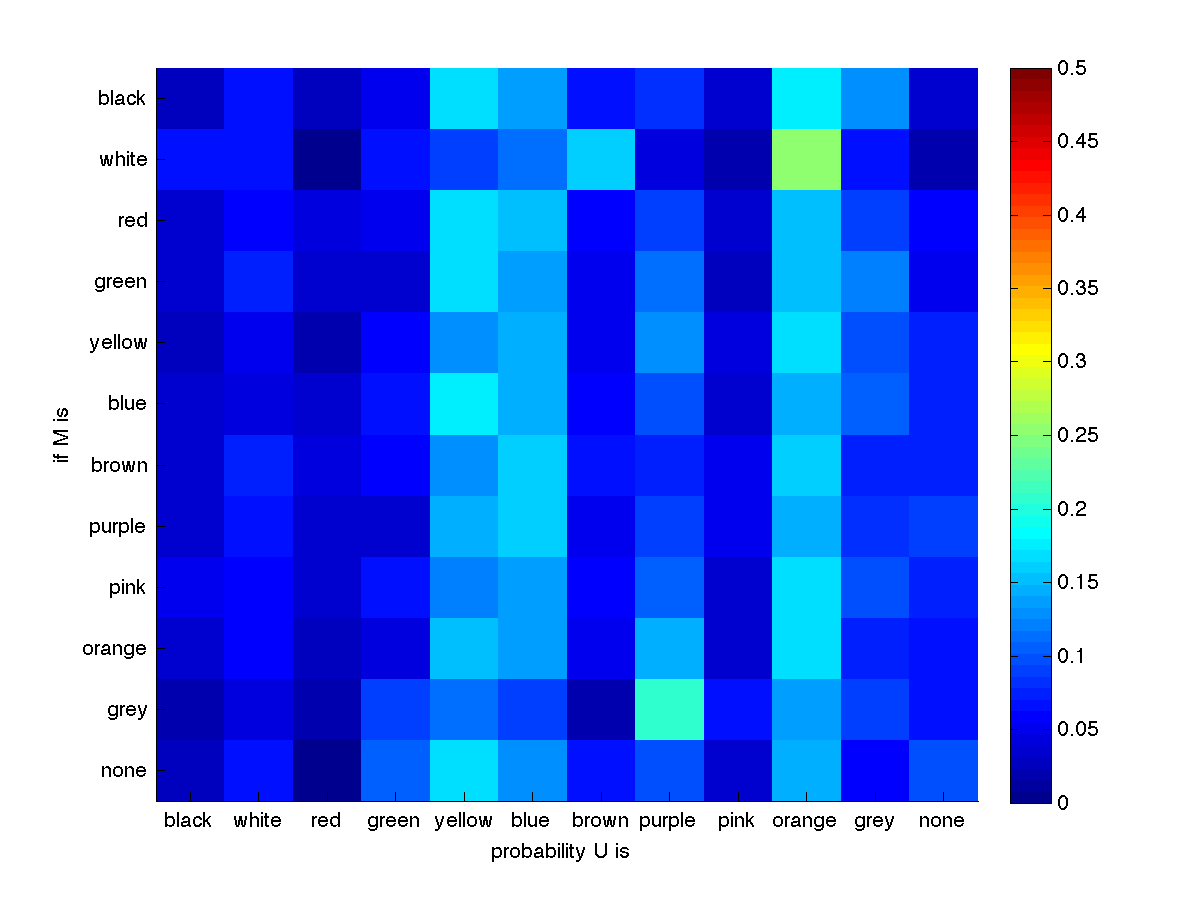 black
white
red
green
yellow
blue
brown
purple
pink
orange
grey
none
if M is
black white red green yellow blue brown purple pink orange grey none
probability U is
0.5
0.45
0.4
0.35
0.3
0.25
0.2
0.15
0.1
0.05
0